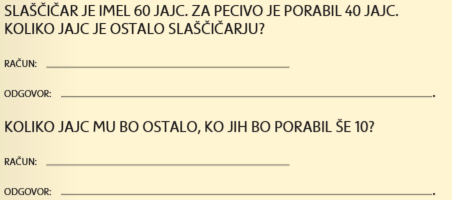 SLAŠČIČAR JE IMEL 60 JAJC. ZA PECIVO JE PORABIL 40 JAJC.
KOLIKO JAJC JE OSTALO SLAŠČIČARJU?
RAČUN:
ODGOVOR: .
KOLIKO JAJC MU BO OSTALO, KO JIH BO PORABIL ŠE 10?
RAČUN:
ODGOVOR: .